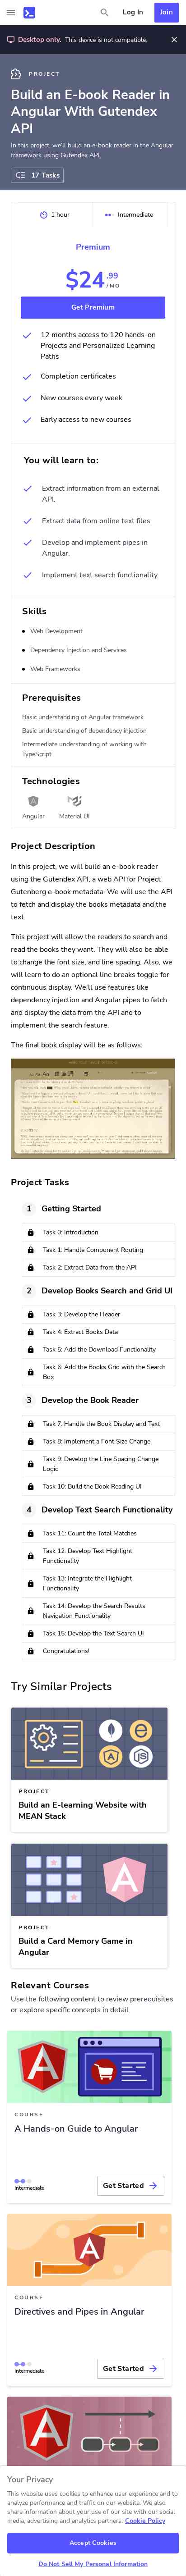 Log In
Join
Desktop only. This device is not compatible.
PROJECT
Build an E-book Reader in
Angular With Gutendex
API
In this project, we'll build an e-book reader in the Angular
framework using Gutendex API.
17 Tasks
1 hour
Intermediate
Premium
$24.99
/MO
Get Premium
12 months access to 120 hands-on
Projects and Personalized Learning
Paths
Completion certificates
New courses every week
Early access to new courses
You will learn to:
Extract information from an external
API.
Extract data from online text files.
Develop and implement pipes in
Angular.
Implement text search functionality.
Skills
Web Development
Dependency Injection and Services
Web Frameworks
Prerequisites
Basic understanding of Angular framework
Basic understanding of dependency injection
Intermediate understanding of working with
TypeScript
Technologies
Angular
Material UI
Project Description
In this project, we will build an e-book reader
using the Gutendex API, a web API for Project
Gutenberg e-book metadata. We will use the API
to fetch and display the books metadata and the
text.
This project will allow the readers to search and
read the books they want. They will also be able
to change the font size, and line spacing. Also, we
will do to add an optional line breaks toggle for
continuous display. We'll use features like
dependency injection and Angular pipes to fetch
and display the data from the API and to
implement the search feature.
The final book display will be as follows:
Project Tasks
1
Getting Started
Task 0: Introduction
Task 1: Handle Component Routing
Task 2: Extract Data from the API
2
Develop Books Search and Grid UI
Task 3: Develop the Header
Task 4: Extract Books Data
Task 5: Add the Download Functionality
Task 6: Add the Books Grid with the Search
Box
3
Develop the Book Reader
Task 7: Handle the Book Display and Text
Task 8: Implement a Font Size Change
Task 9: Develop the Line Spacing Change
Logic
Task 10: Build the Book Reading UI
4
Develop Text Search Functionality
Task 11: Count the Total Matches
Task 12: Develop Text Highlight
Functionality
Task 13: Integrate the Highlight
Functionality
Task 14: Develop the Search Results
Navigation Functionality
Task 15: Develop the Text Search UI
Congratulations!
Try Similar Projects
PROJECT
Build an E-learning Website with
MEAN Stack
PROJECT
Build a Card Memory Game in
Angular
Relevant Courses
Use the following content to review prerequisites
or explore specific concepts in detail.
COURSE
A Hands-on Guide to Angular
Intermediate
Get Started
COURSE
Directives and Pipes in Angular
Intermediate
Get Started
Your Privacy
This website uses cookies to enhance user experience and to
analyze performance and traffic on our website. We also
share information about your use of our site with our social
media, advertising and analytics partners. Cookie Policy
Accept Cookies
Do Not Sell My Personal Information